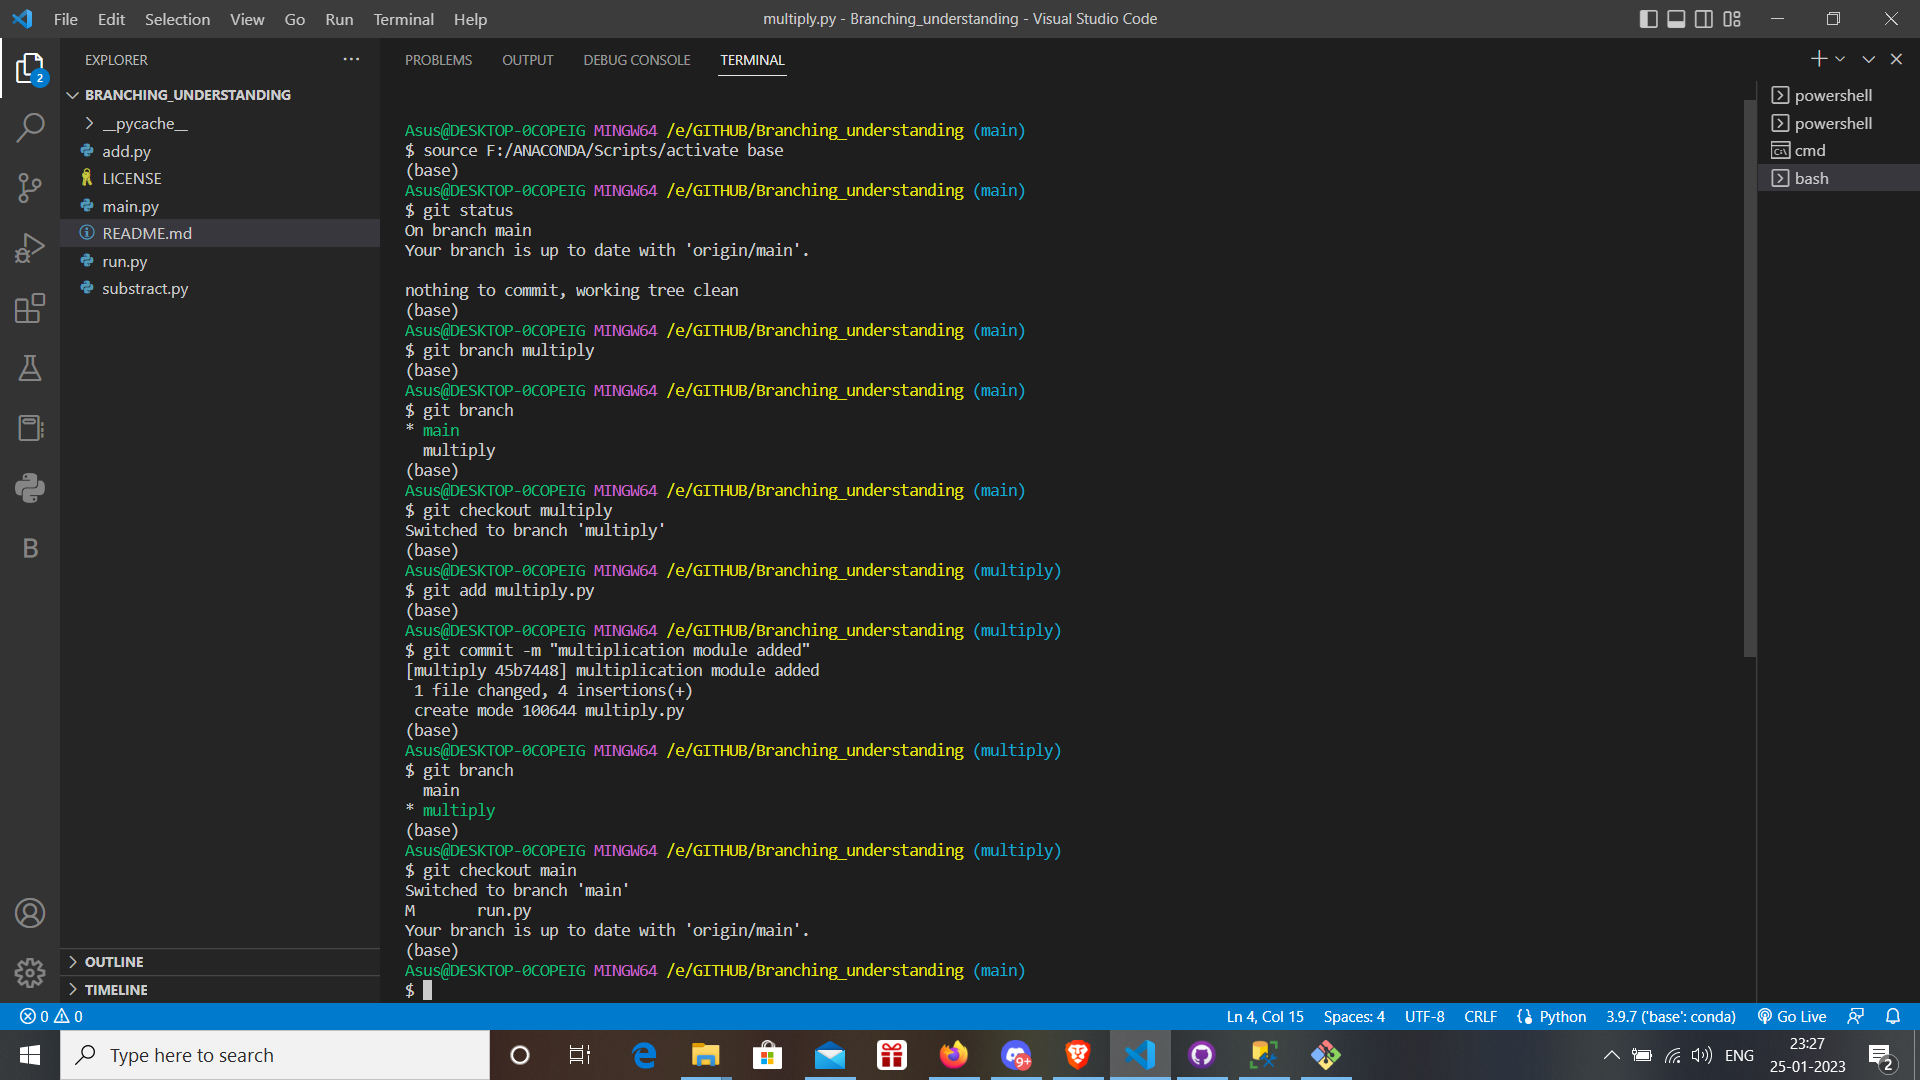 File Edit Selection View Go Run Terminal Help
multiply.py - Branching_understanding - Visual Studio Code
EXPLORER
2
BRANCHING_UNDERSTANDING
__pycache__
add.py
LICENSE
main.py
README.md
run.py
substract.py
B
OUTLINE
TIMELINE
PROBLEMS OUTPUT DEBUG CONSOLE TERMINAL
Asus@DESKTOP-0COPEIG MINGW64 /e/GITHUB/Branching_understanding (main)
$ source F:/ANACONDA/Scripts/activate base
(base)
Asus@DESKTOP-0COPEIG MINGW64 /e/GITHUB/Branching_understanding (main)
$ git status
On branch main
Your branch is up to date with 'origin/main'.
nothing to commit, working tree clean
(base)
Asus@DESKTOP-0COPEIG MINGW64 /e/GITHUB/Branching_understanding (main)
$ git branch multiply
(base)
Asus@DESKTOP-0COPEIG MINGW64 /e/GITHUB/Branching_understanding (main)
$ git branch
* main
multiply
(base)
Asus@DESKTOP-0COPEIG MINGW64 /e/GITHUB/Branching_understanding (main)
$ git checkout multiply
Switched to branch 'multiply'
(base)
Asus@DESKTOP-0COPEIG MINGW64 /e/GITHUB/Branching_understanding (multiply)
$ git add multiply.py
(base)
Asus@DESKTOP-0COPEIG MINGW64 /e/GITHUB/Branching_understanding (multiply)
$ git commit -m "multiplication module added"
[multiply 45b7448] multiplication module added
1 file changed, 4 insertions(+)
create mode 100644 multiply.py
(base)
Asus@DESKTOP-0COPEIG MINGW64 /e/GITHUB/Branching_understanding (multiply)
$ git branch
main
* multiply
(base)
Asus@DESKTOP-0COPEIG MINGW64 /e/GITHUB/Branching_understanding (multiply)
$ git checkout main
Switched to branch 'main'
M run.py
Your branch is up to date with 'origin/main'.
(base)
Asus@DESKTOP-0COPEIG MINGW64 /e/GITHUB/Branching_understanding (main)
$
powershell
powershell
cmd
bash
0 0
Ln 4, Col 15 Spaces: 4 UTF-8 CRLF Python 3.9.7 ('base': conda) Go Live
Type here to search
9+
ENG
23:27
25-01-2023
2